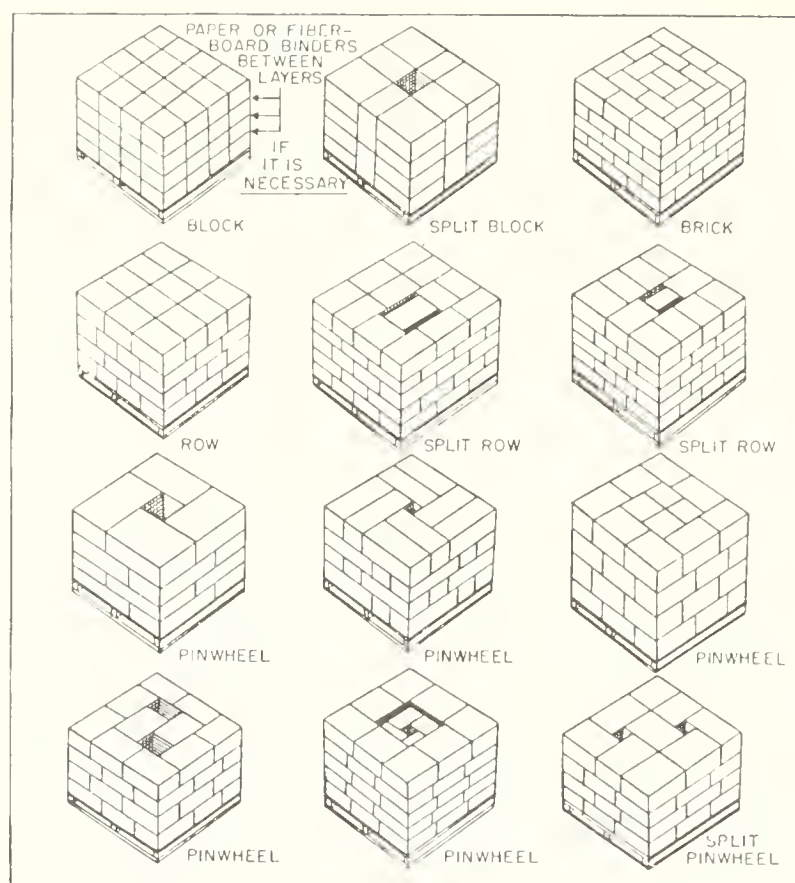 PAPER OR FIBER-
BOARD BINDERS
BETWEEN
LAYERS
IF
IT IS
NECESSARY
BLOCK
SPLIT BLOCK
BRICK
ROW
SPLIT ROW
SPLIT ROW
PINWHEEL
PINWHEEL
PINWHEEL
PINWHEEL
PINWHEEL
SPLIT
PINWHEEL